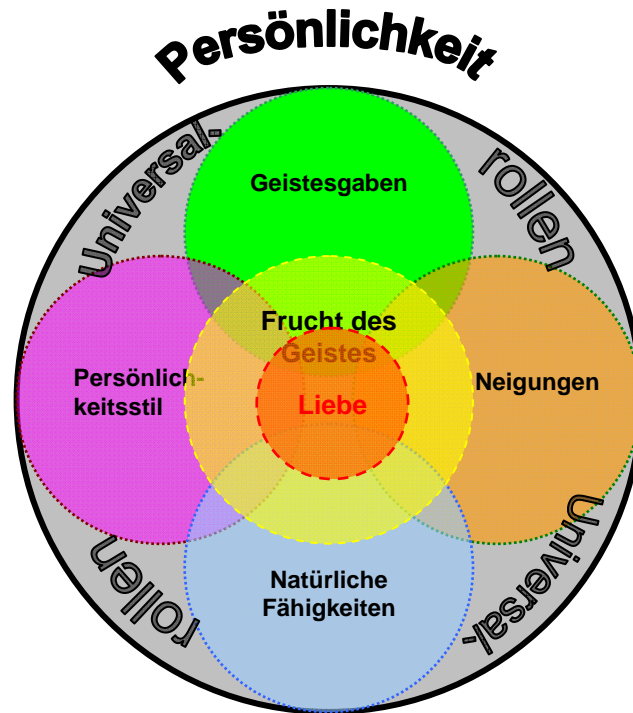 Persönlichkeit
Universal-
rollen
Geistesgaben
Frucht des
Geistes
Persönlich-
keitsstil
Liebe
Neigungen
Natürliche
Fähigkeiten
rollen
Universal-